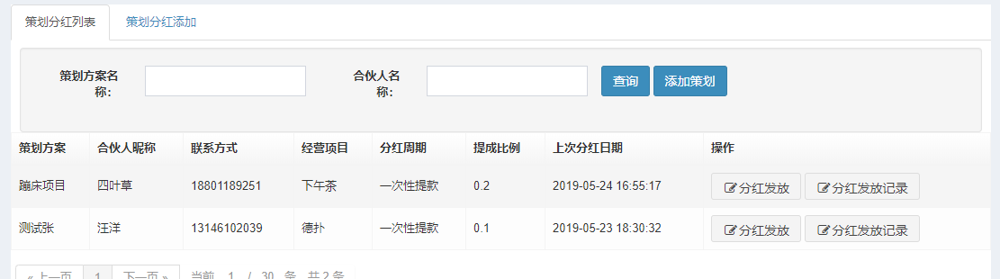 策划分红列表 策划分红添加
策划方案名称： 合伙人名称： 查询 添加策划
策划方案 合伙人昵称 联系方式 经营项目 分红周期 提成比例 上次分红日期 操作
蹦床项目 四叶草 18801189251 下午茶 一次性提款 0.2 2019-05-24 16:55:17 分红发放 分红发放记录
测试张 汪洋 13146102039 德扑 一次性提款 0.1 2019-05-23 18:30:32 分红发放 分红发放记录
« 上一页 1 下一页 » 当前 1 / 30 条 共 2 条